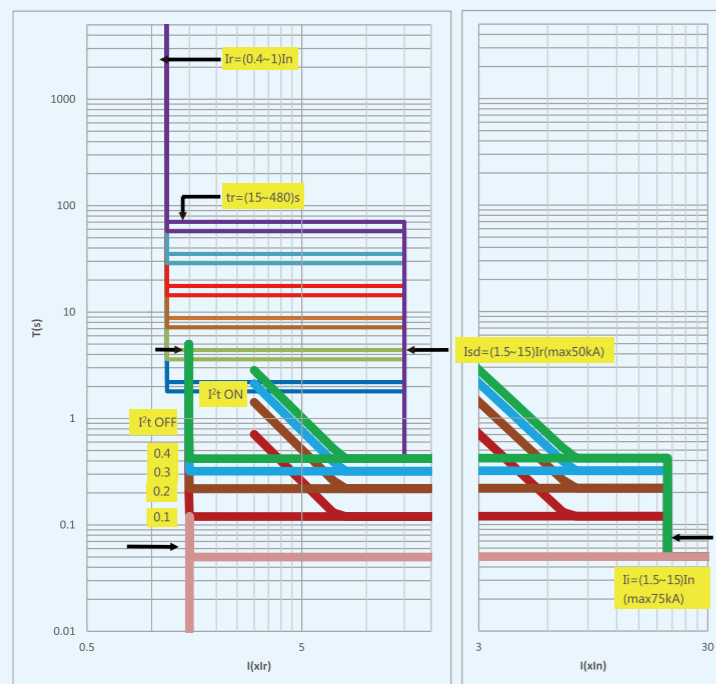 Ir=(0.4~1)In
1000
tr=(15~480)s
100
T(s)
10
Isd=(1.5~15)Ir(max50kA)
I²t ON
I²t OFF
1
0.4
0.3
0.2
0.1
0.1
Ii=(1.5~15)In
(max75kA)
0.01
0.5
5
3
30
I(xIr)
I(xIn)